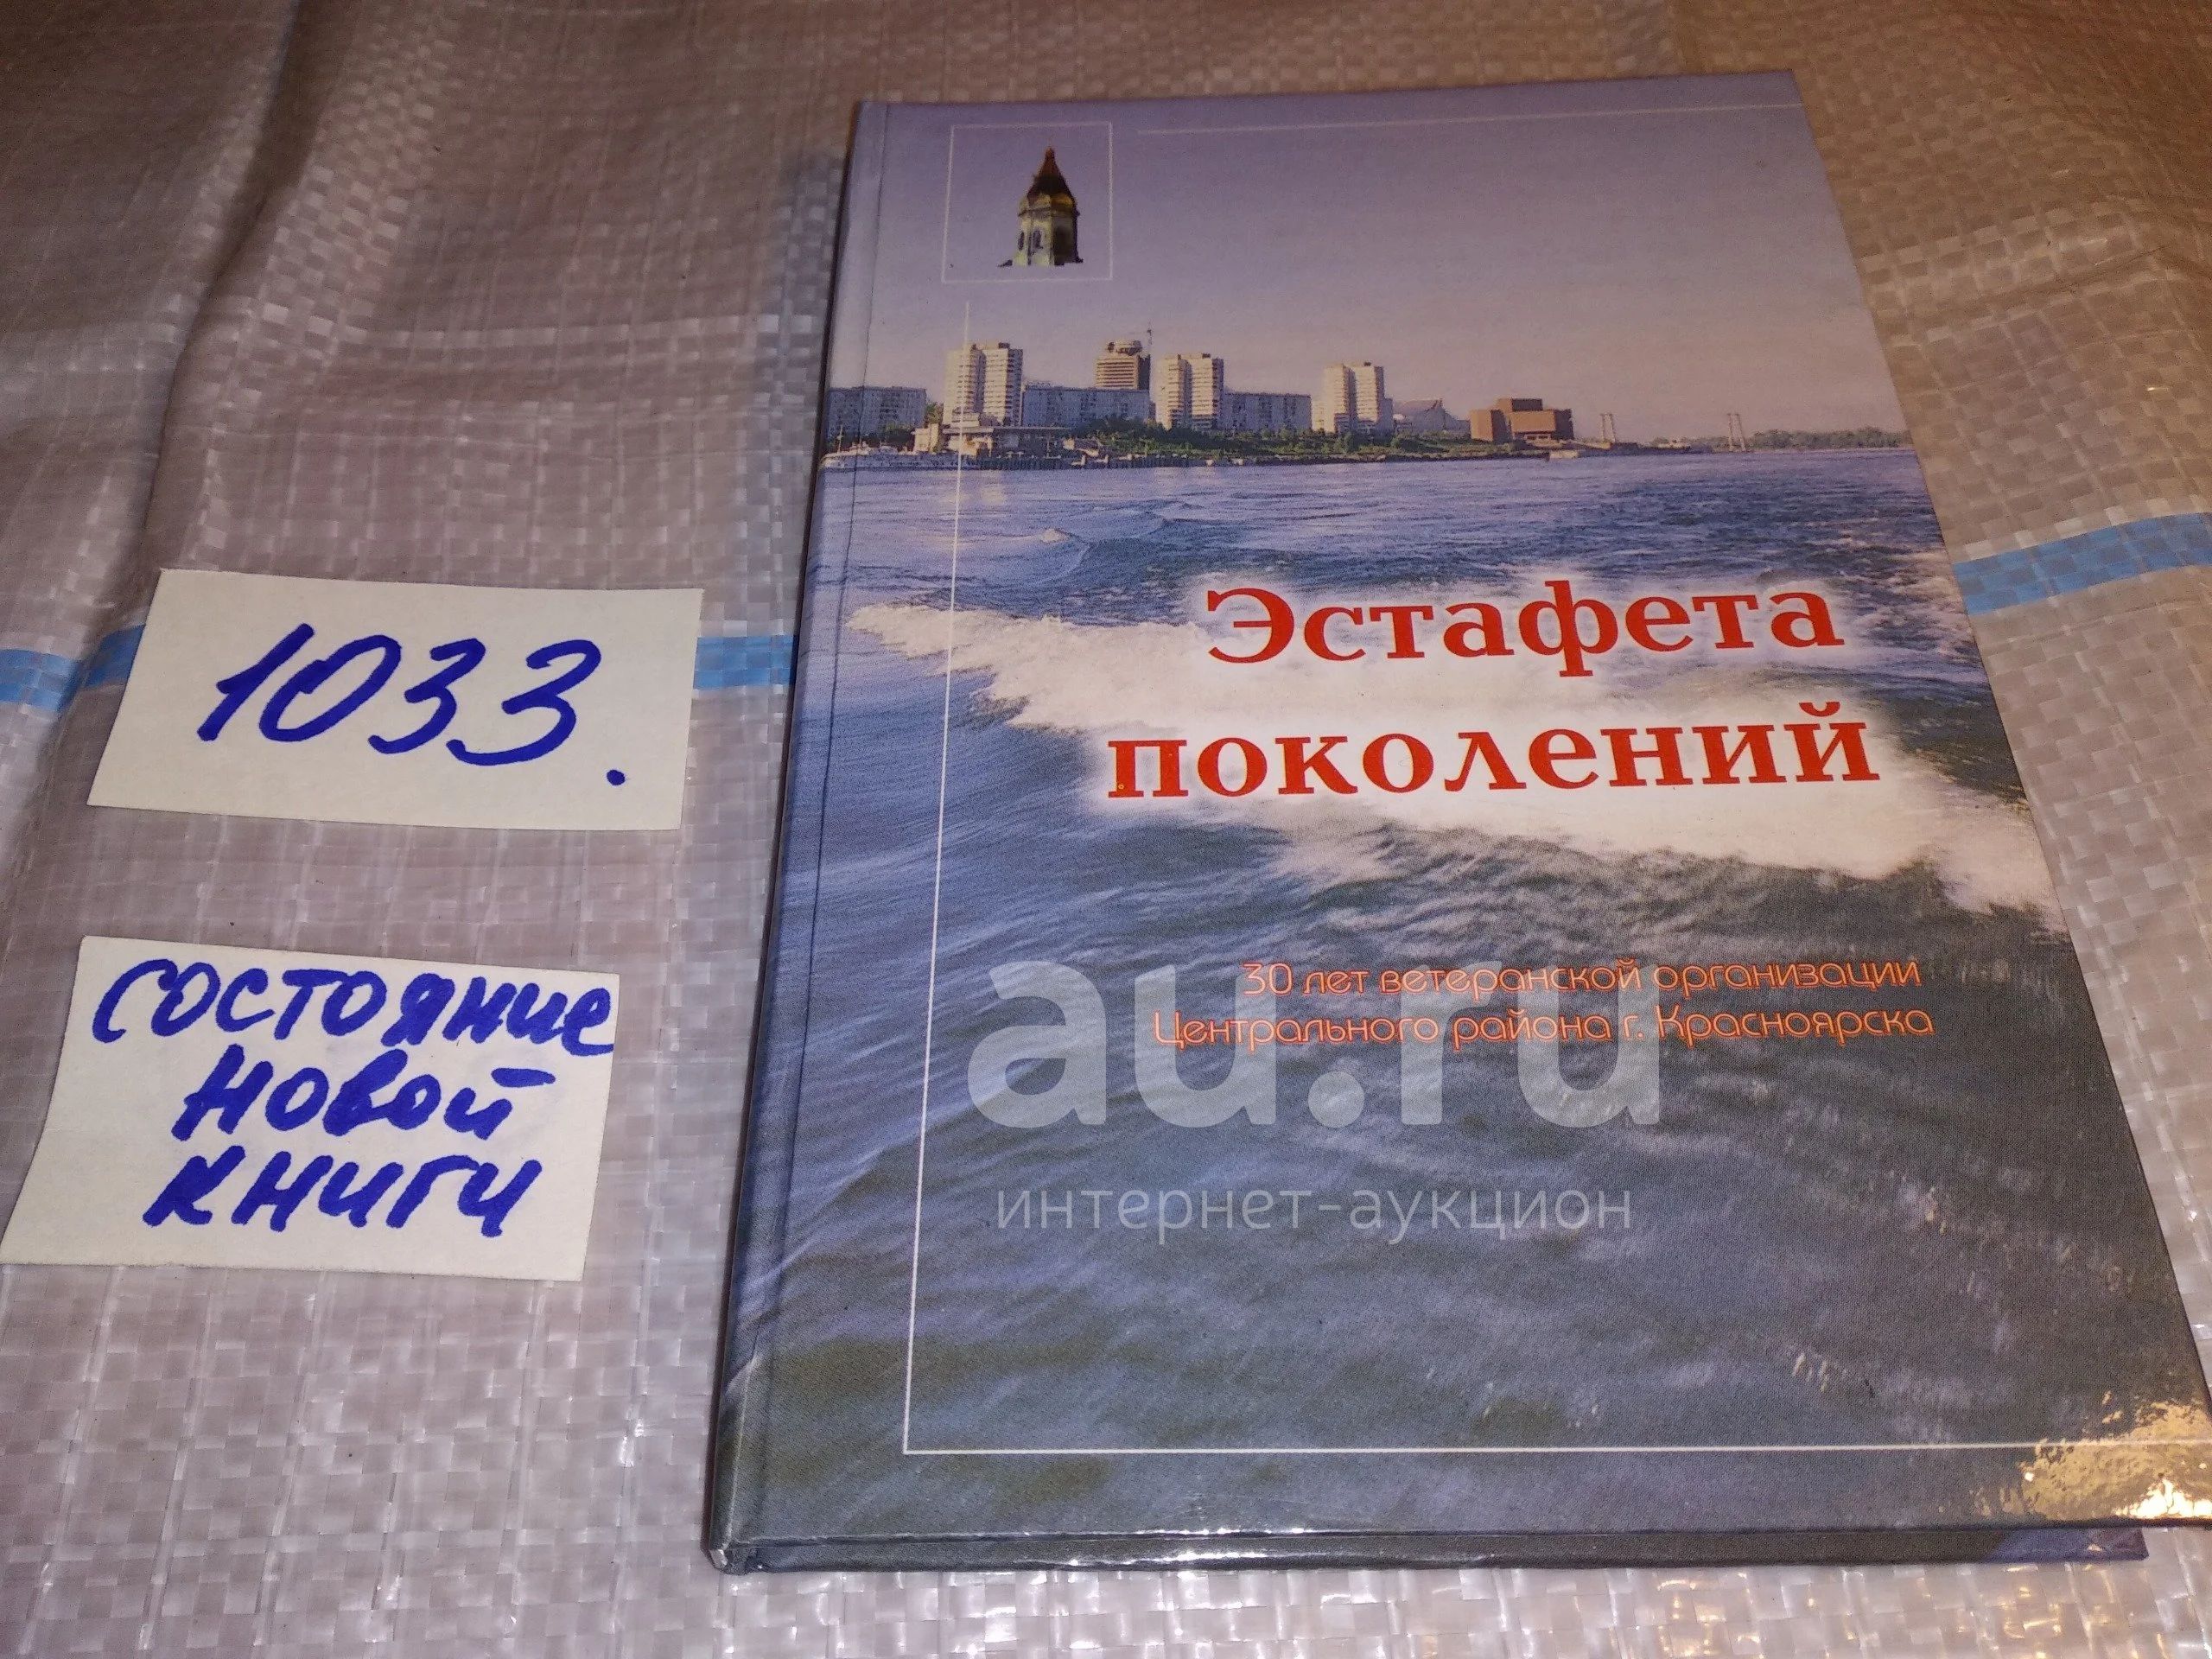 1033.
состояние
новой
книги
Эстафета
поколений
30 лет ветеранской организации
Центрального района г. Красноярска
au.ru
интернет-аукцион